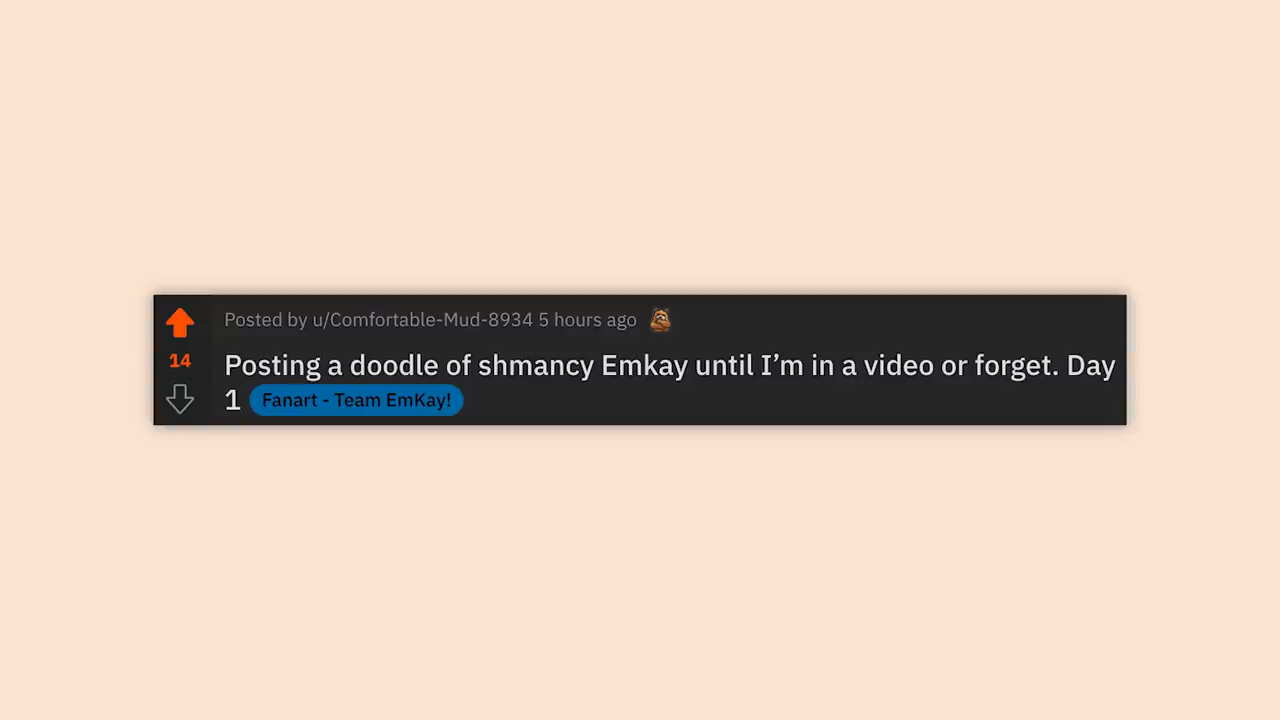 Posted by u/Comfortable-Mud-8934 5 hours ago
14
Posting a doodle of shmancy Emkay until I’m in a video or forget. Day
1 Fanart - Team EmKay!